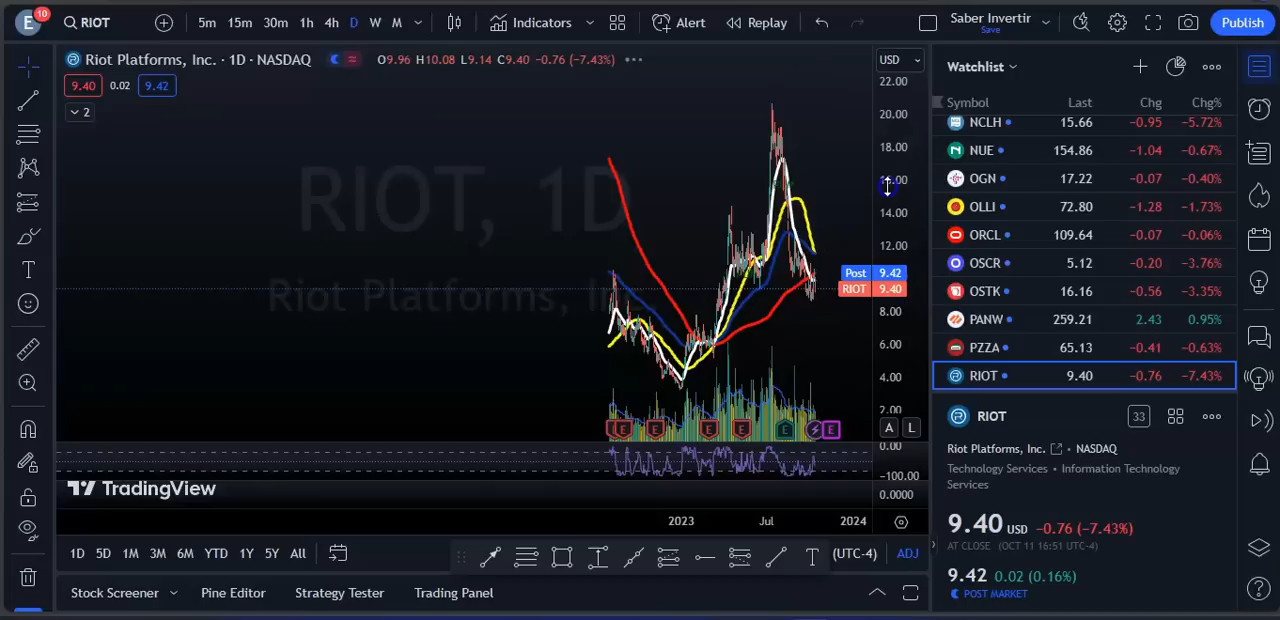 E 10 RIOT 5m 15m 30m 1h 4h D W M Indicators Alert Replay Saber Invertir Save Publish
Riot Platforms, Inc. · 1D · NASDAQ O9.96 H10.08 L9.14 C9.40 −0.76 (−7.43%)
9.40 0.02 9.42
2
RIOT, 1D
Riot Platforms, Inc.
USD
22.00
20.00
18.00
16.00
14.00
12.00
Post 9.42
RIOT 9.40
8.00
6.00
4.00
2.00
E E E E E E
A L
0.00
−100.00
0.0000
TradingView
2023 Jul 2024
1D 5D 1M 3M 6M YTD 1Y 5Y All T (UTC-4) ADJ
Stock Screener Pine Editor Strategy Tester Trading Panel
Watchlist
Symbol Last Chg Chg%
NCLH 15.66 −0.95 −5.72%
NUE 154.86 −1.04 −0.67%
OGN 17.22 −0.07 −0.40%
OLLI 72.80 −1.28 −1.73%
ORCL 109.64 −0.07 −0.06%
OSCR 5.12 −0.20 −3.76%
OSTK 16.16 −0.56 −3.35%
PANW 259.21 2.43 0.95%
PZZA 65.13 −0.41 −0.63%
RIOT 9.40 −0.76 −7.43%
RIOT 33
Riot Platforms, Inc. • NASDAQ
Technology Services • Information Technology
Services
9.40 USD −0.76 (−7.43%)
AT CLOSE (OCT 11 16:51 UTC-4)
9.42 0.02 (0.16%)
POST MARKET